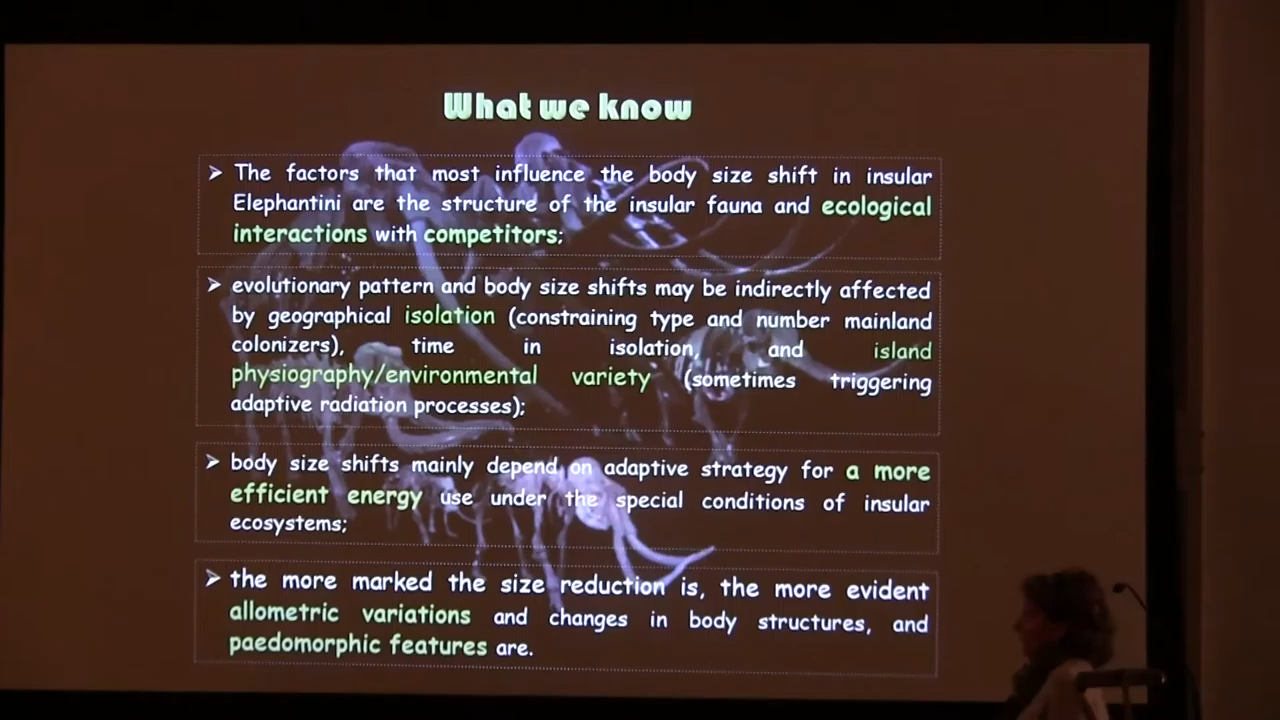 What we know
➢ The factors that most influence the body size shift in insular
Elephantini are the structure of the insular fauna and ecological
interactions with competitors;
➢ evolutionary pattern and body size shifts may be indirectly affected
by geographical isolation (constraining type and number mainland
colonizers), time in isolation, and island
physiography/environmental variety (sometimes triggering
adaptive radiation processes);
➢ body size shifts mainly depend on adaptive strategy for a more
efficient energy use under the special conditions of insular
ecosystems;
➢ the more marked the size reduction is, the more evident
allometric variations and changes in body structures, and
paedomorphic features are.